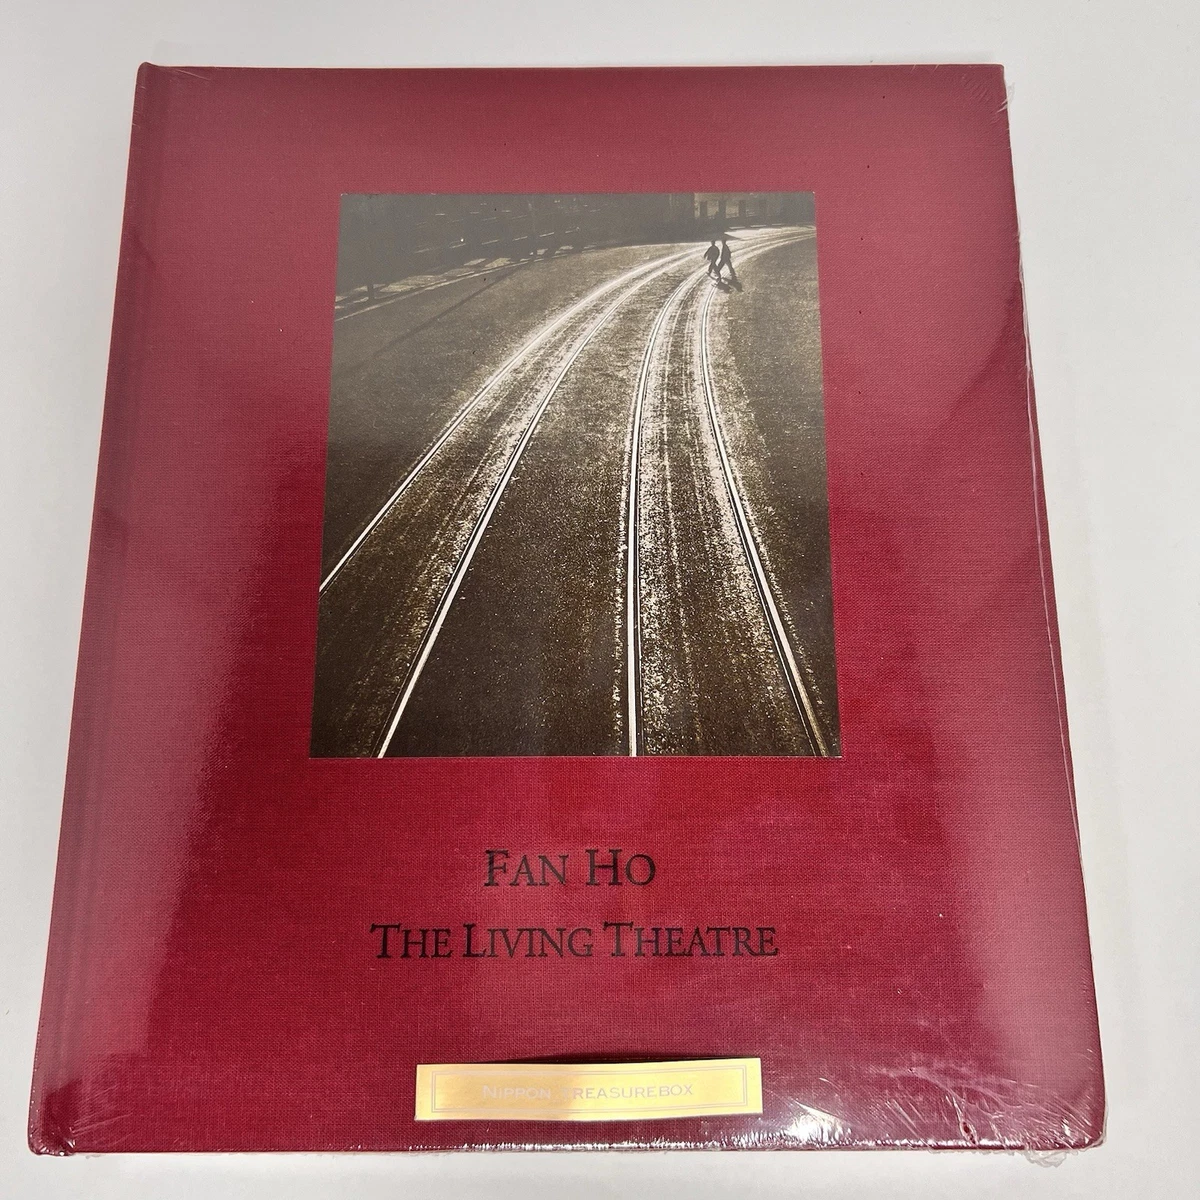 FAN HO
THE LIVING THEATRE
NIPPON TREASUREBOX